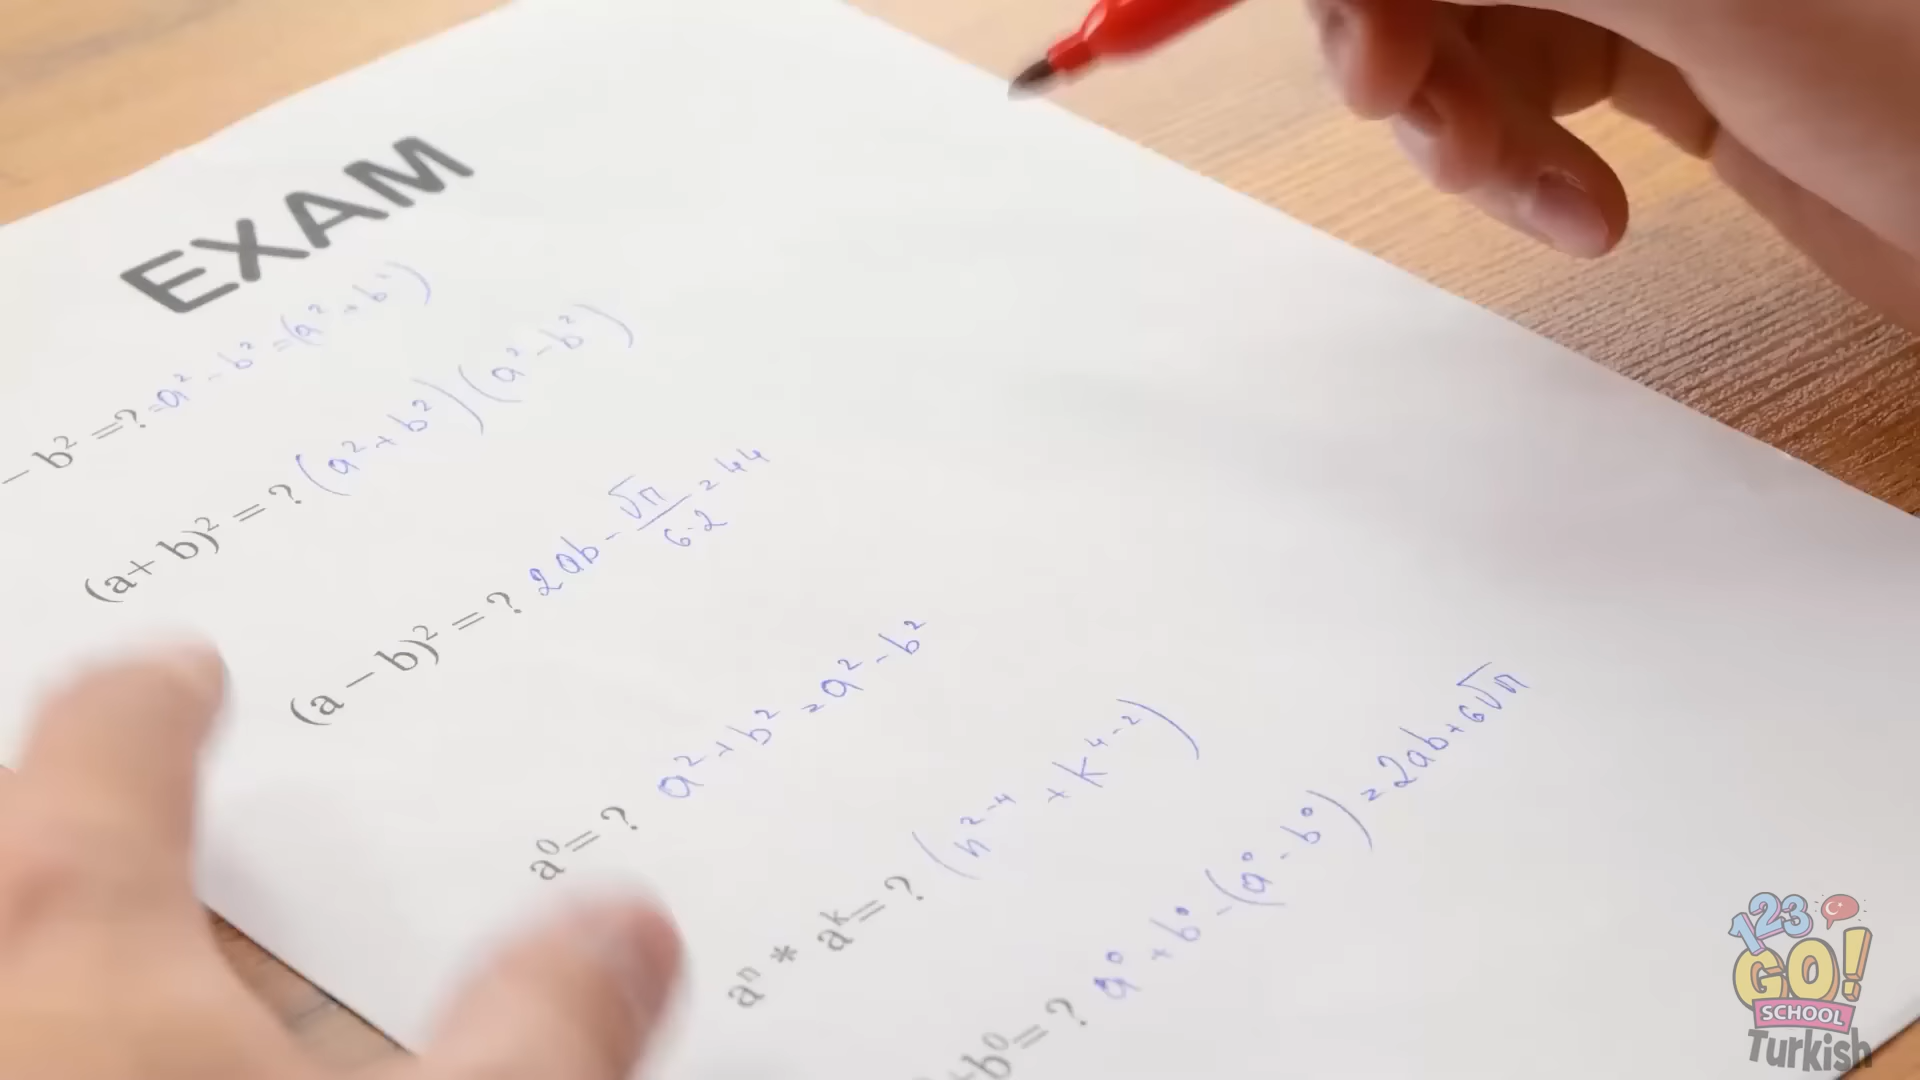 EXAM
− b² =? =a² - b² =(a² + b²)
(a+ b)² = ? (a² + b²)(a² - b²)
(a − b)² = ? 2ab - √n/6·2 = 44
a⁰= ? a² + b² = a² - b²
aⁿ * aᵏ= ? (n²⁻⁴ + k⁴⁻²)
+b⁰= ? a⁰ + b⁰ - (a⁰ - b⁰) = 2ab + 6√n
123
GO!
SCHOOL
Turkish